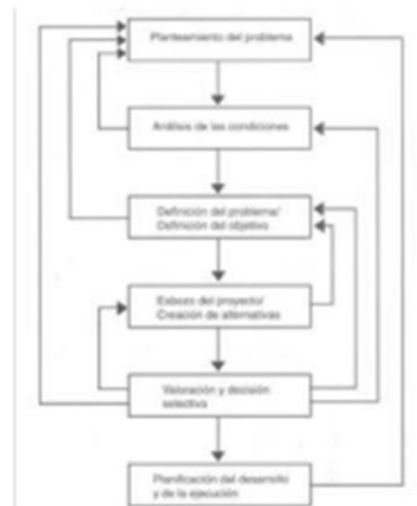 Planteamiento del problema
Análisis de las condiciones
Definición del problema/
Definición del objetivo
Esbozo del proyecto/
Creación de alternativas
Valoración y decisión
selectiva
Planificación del desarrollo
y de la ejecución